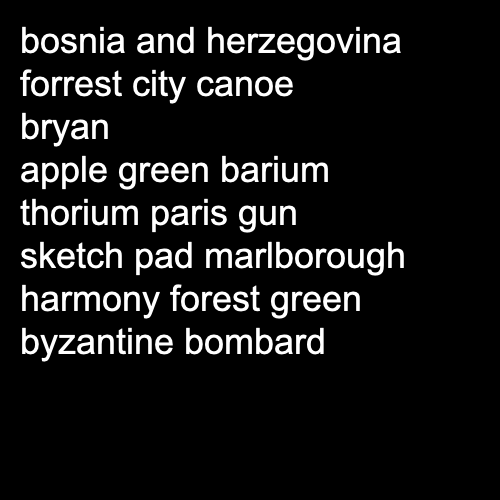 bosnia and herzegovina
forrest city canoe
bryan
apple green barium
thorium paris gun
sketch pad marlborough
harmony forest green
byzantine bombard